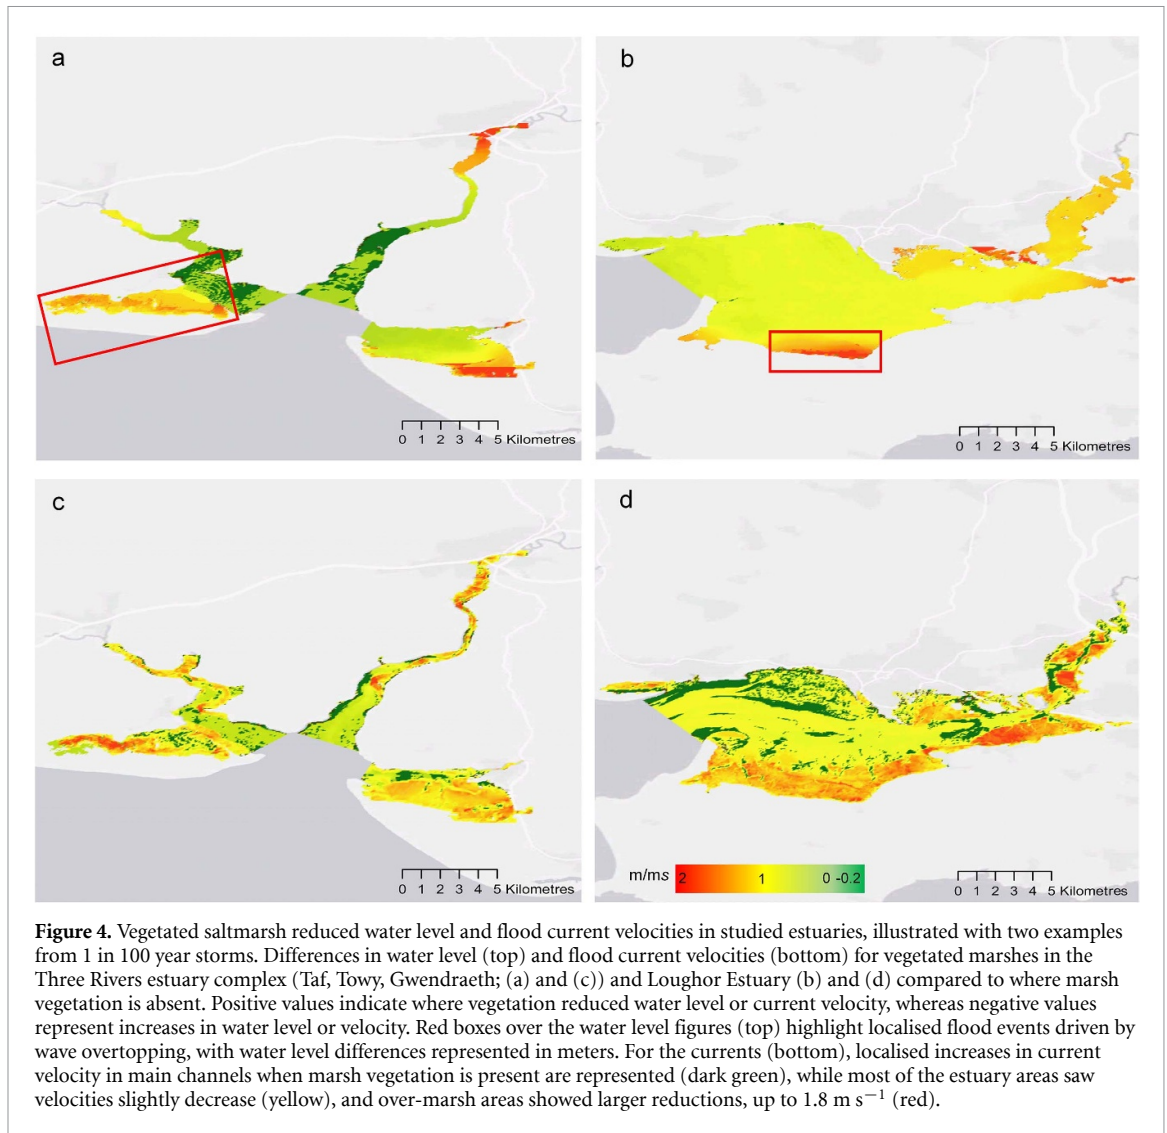 a
b
0 1 2 3 4 5 Kilometres
0 1 2 3 4 5 Kilometres
c
d
m/ms 2 1 0 -0.2
0 1 2 3 4 5 Kilometres
0 1 2 3 4 5 Kilometres
Figure 4. Vegetated saltmarsh reduced water level and flood current velocities in studied estuaries, illustrated with two examples
from 1 in 100 year storms. Differences in water level (top) and flood current velocities (bottom) for vegetated marshes in the
Three Rivers estuary complex (Taf, Towy, Gwendraeth; (a) and (c)) and Loughor Estuary (b) and (d) compared to where marsh
vegetation is absent. Positive values indicate where vegetation reduced water level or current velocity, whereas negative values
represent increases in water level or velocity. Red boxes over the water level figures (top) highlight localised flood events driven by
wave overtopping, with water level differences represented in meters. For the currents (bottom), localised increases in current
velocity in main channels when marsh vegetation is present are represented (dark green), while most of the estuary areas saw
velocities slightly decrease (yellow), and over-marsh areas showed larger reductions, up to 1.8 m s⁻¹ (red).